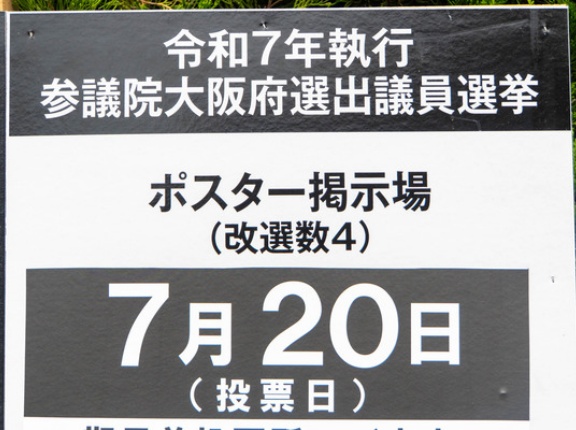 令和7年執行
参議院大阪府選出議員選挙
ポスター掲示場
(改選数4)
7月20日
(投票日)